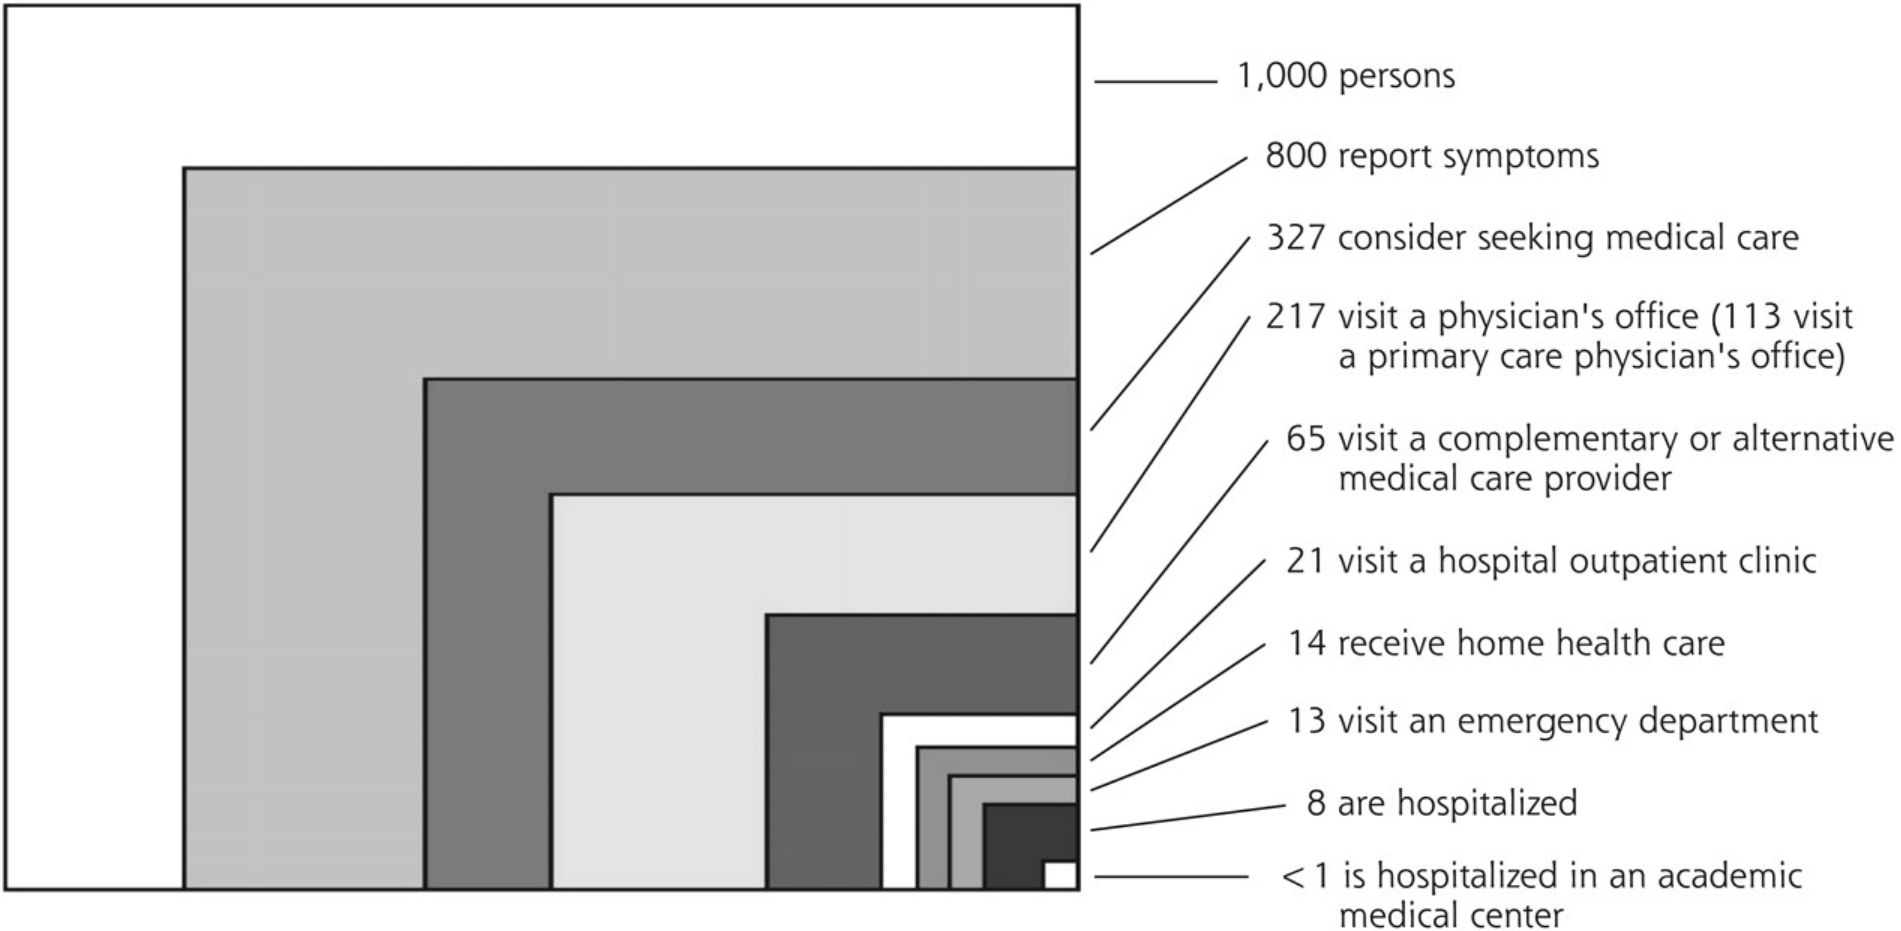 1,000 persons
800 report symptoms
327 consider seeking medical care
217 visit a physician's office (113 visit
a primary care physician's office)
65 visit a complementary or alternative
medical care provider
21 visit a hospital outpatient clinic
14 receive home health care
13 visit an emergency department
8 are hospitalized
< 1 is hospitalized in an academic
medical center